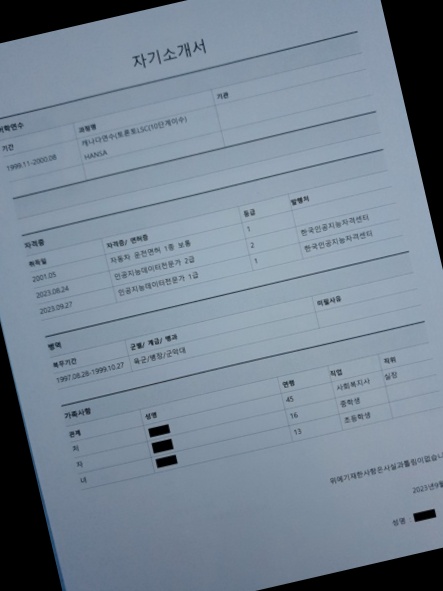 자기소개서
어학연수
기간 과정명 기관
1999.11-2000.08 캐나다연수(토론토LSC(10단계이수)
HANSA
자격증
취득일 자격증/ 면허증 등급 발행처
2001.05 자동차 운전면허 1종 보통 1
2023.08.24 인공지능데이터전문가 2급 2 한국인공지능자격센터
2023.09.27 인공지능데이터전문가 1급 1 한국인공지능자격센터
병역
복무기간 군별/ 계급/ 병과 미필사유
1997.08.28-1999.10.27 육군/병장/군악대
가족사항
관계 성명 연령 직업 직위
처 45 사회복지사 실장
자 16 중학생
녀 13 초등학생
위에기재한사항은사실과틀림이없습니
2023년9월
성명 :